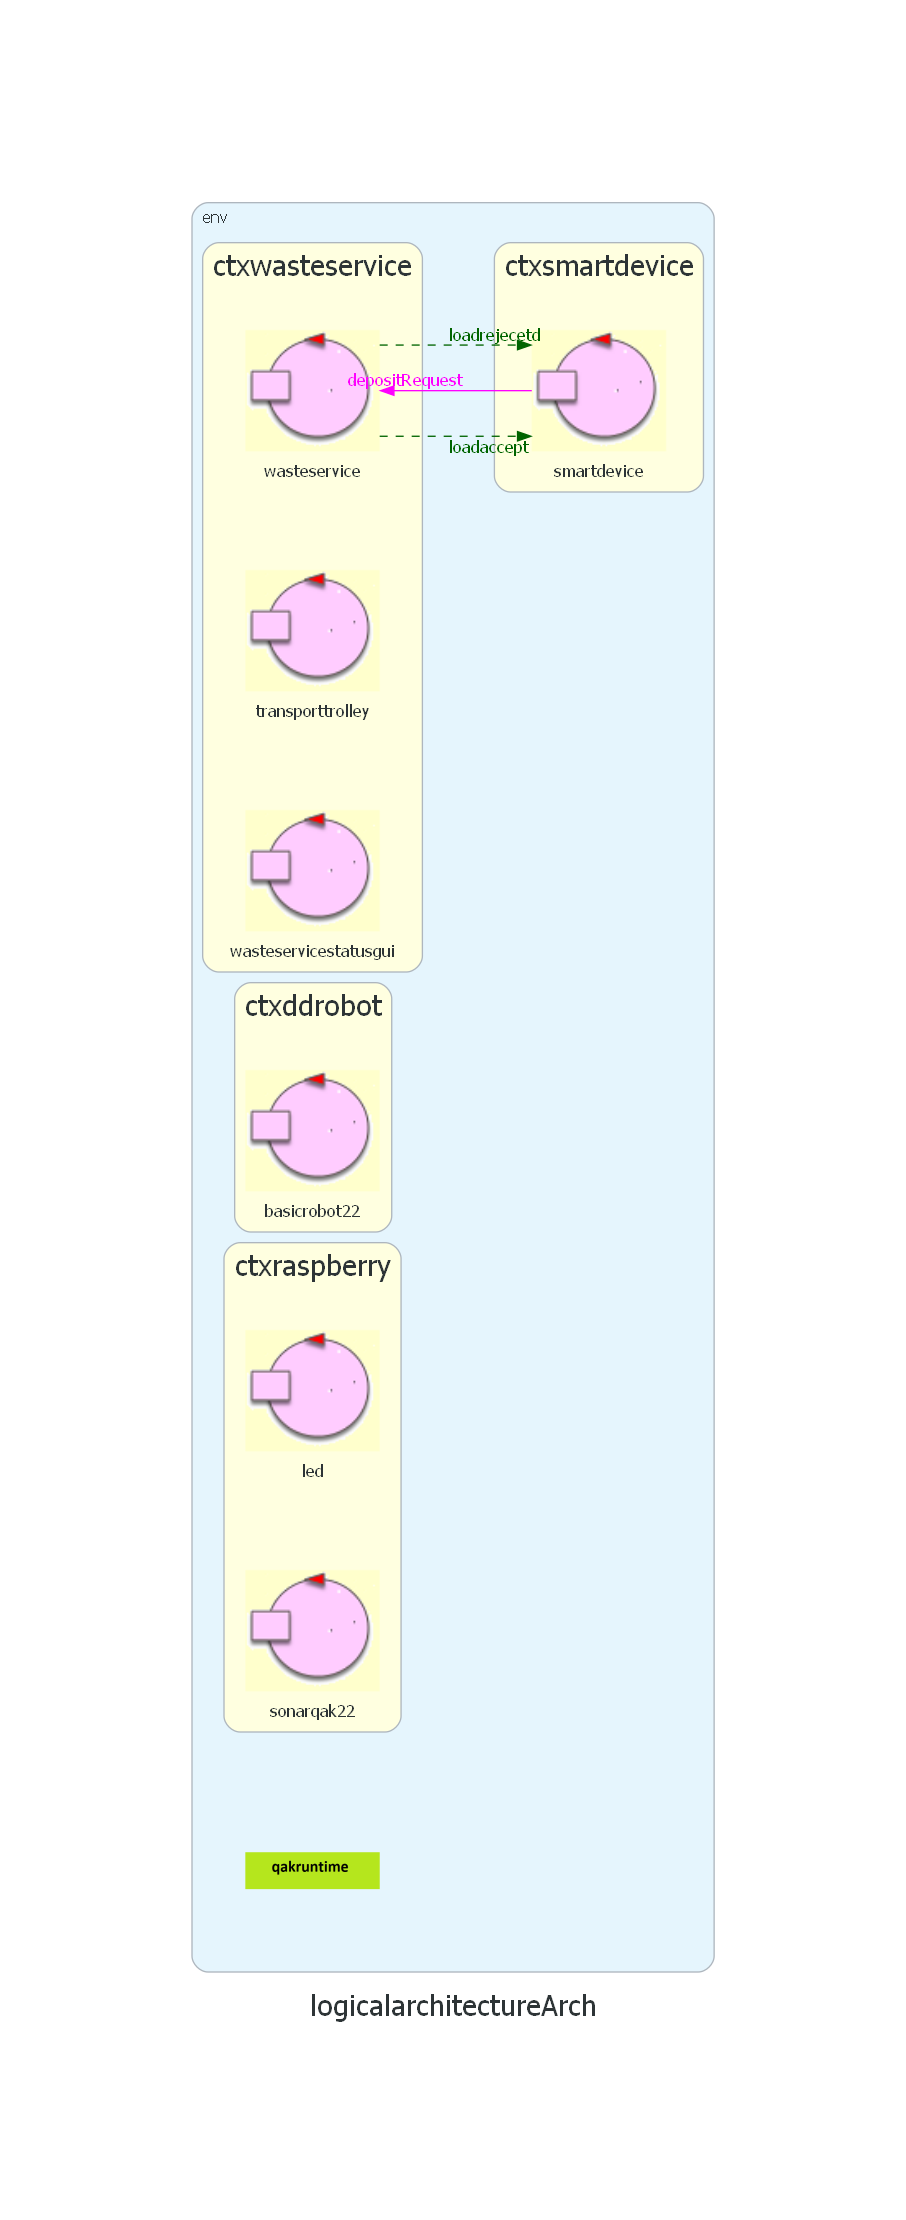 env
ctxwasteservice
ctxsmartdevice
loadrejecetd
depositRequest
loadaccept
wasteservice
smartdevice
transporttrolley
wasteservicestatusgui
ctxddrobot
basicrobot22
ctxraspberry
led
sonarqak22
qakruntime
logicalarchitectureArch